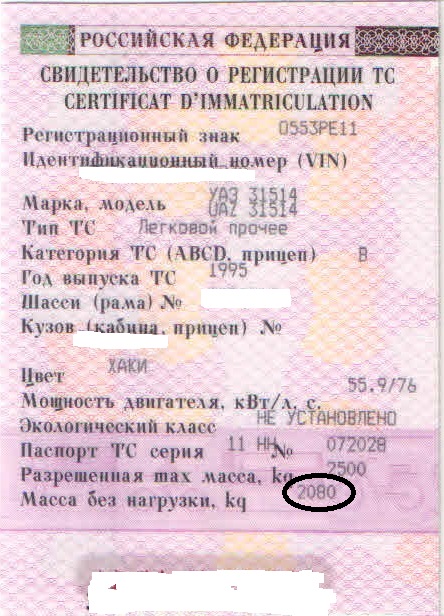 РОССИЙСКАЯ ФЕДЕРАЦИЯ
СВИДЕТЕЛЬСТВО О РЕГИСТРАЦИИ ТС
CERTIFICAT D'IMMATRICULATION
Регистрационный знак О553РЕ11
Идентификационный номер (VIN)
УАЗ 31514
Марка, модель UAZ 31514
Тип ТС Легковой прочее
Категория ТС (ABCD, прицеп) B
Год выпуска ТС 1995
Шасси (рама) №
Кузов (кабина, прицеп) №
Цвет ХАКИ
Мощность двигателя, кВт/л. с. 55.9/76
Экологический класс НЕ УСТАНОВЛЕНО
Паспорт ТС серия 11 НН № 072028
Разрешенная max масса, kg 2500
Масса без нагрузки, kg 2080